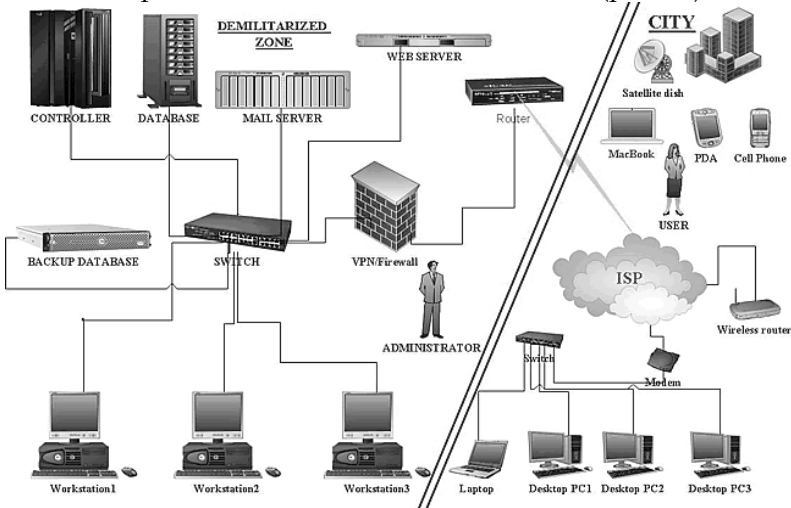 DEMILITARIZED
ZONE
CITY
WEB SERVER
Satellite dish
CONTROLLER
DATABASE
MAIL SERVER
Router
MacBook
PDA
Cell Phone
USER
BACKUP DATABASE
SWITCH
VPN/Firewall
ISP
Wireless router
ADMINISTRATOR
Switch
Modem
Workstation1
Workstation2
Workstation3
Laptop
Desktop PC1
Desktop PC2
Desktop PC3